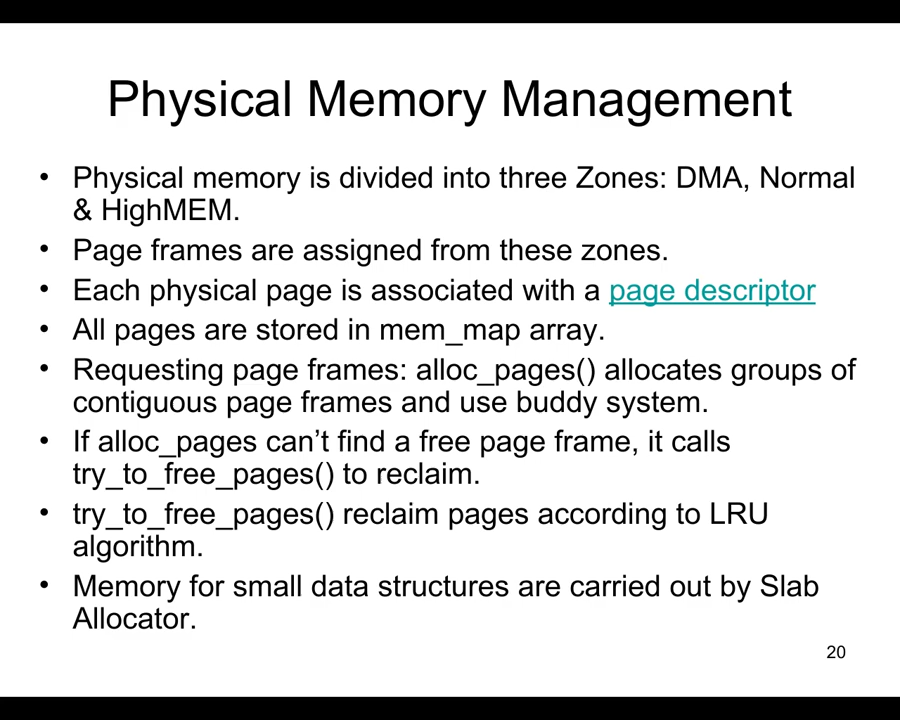 Physical Memory Management
• Physical memory is divided into three Zones: DMA, Normal
& HighMEM.
• Page frames are assigned from these zones.
• Each physical page is associated with a page descriptor
• All pages are stored in mem_map array.
• Requesting page frames: alloc_pages() allocates groups of
contiguous page frames and use buddy system.
• If alloc_pages can’t find a free page frame, it calls
try_to_free_pages() to reclaim.
• try_to_free_pages() reclaim pages according to LRU
algorithm.
• Memory for small data structures are carried out by Slab
Allocator.
20